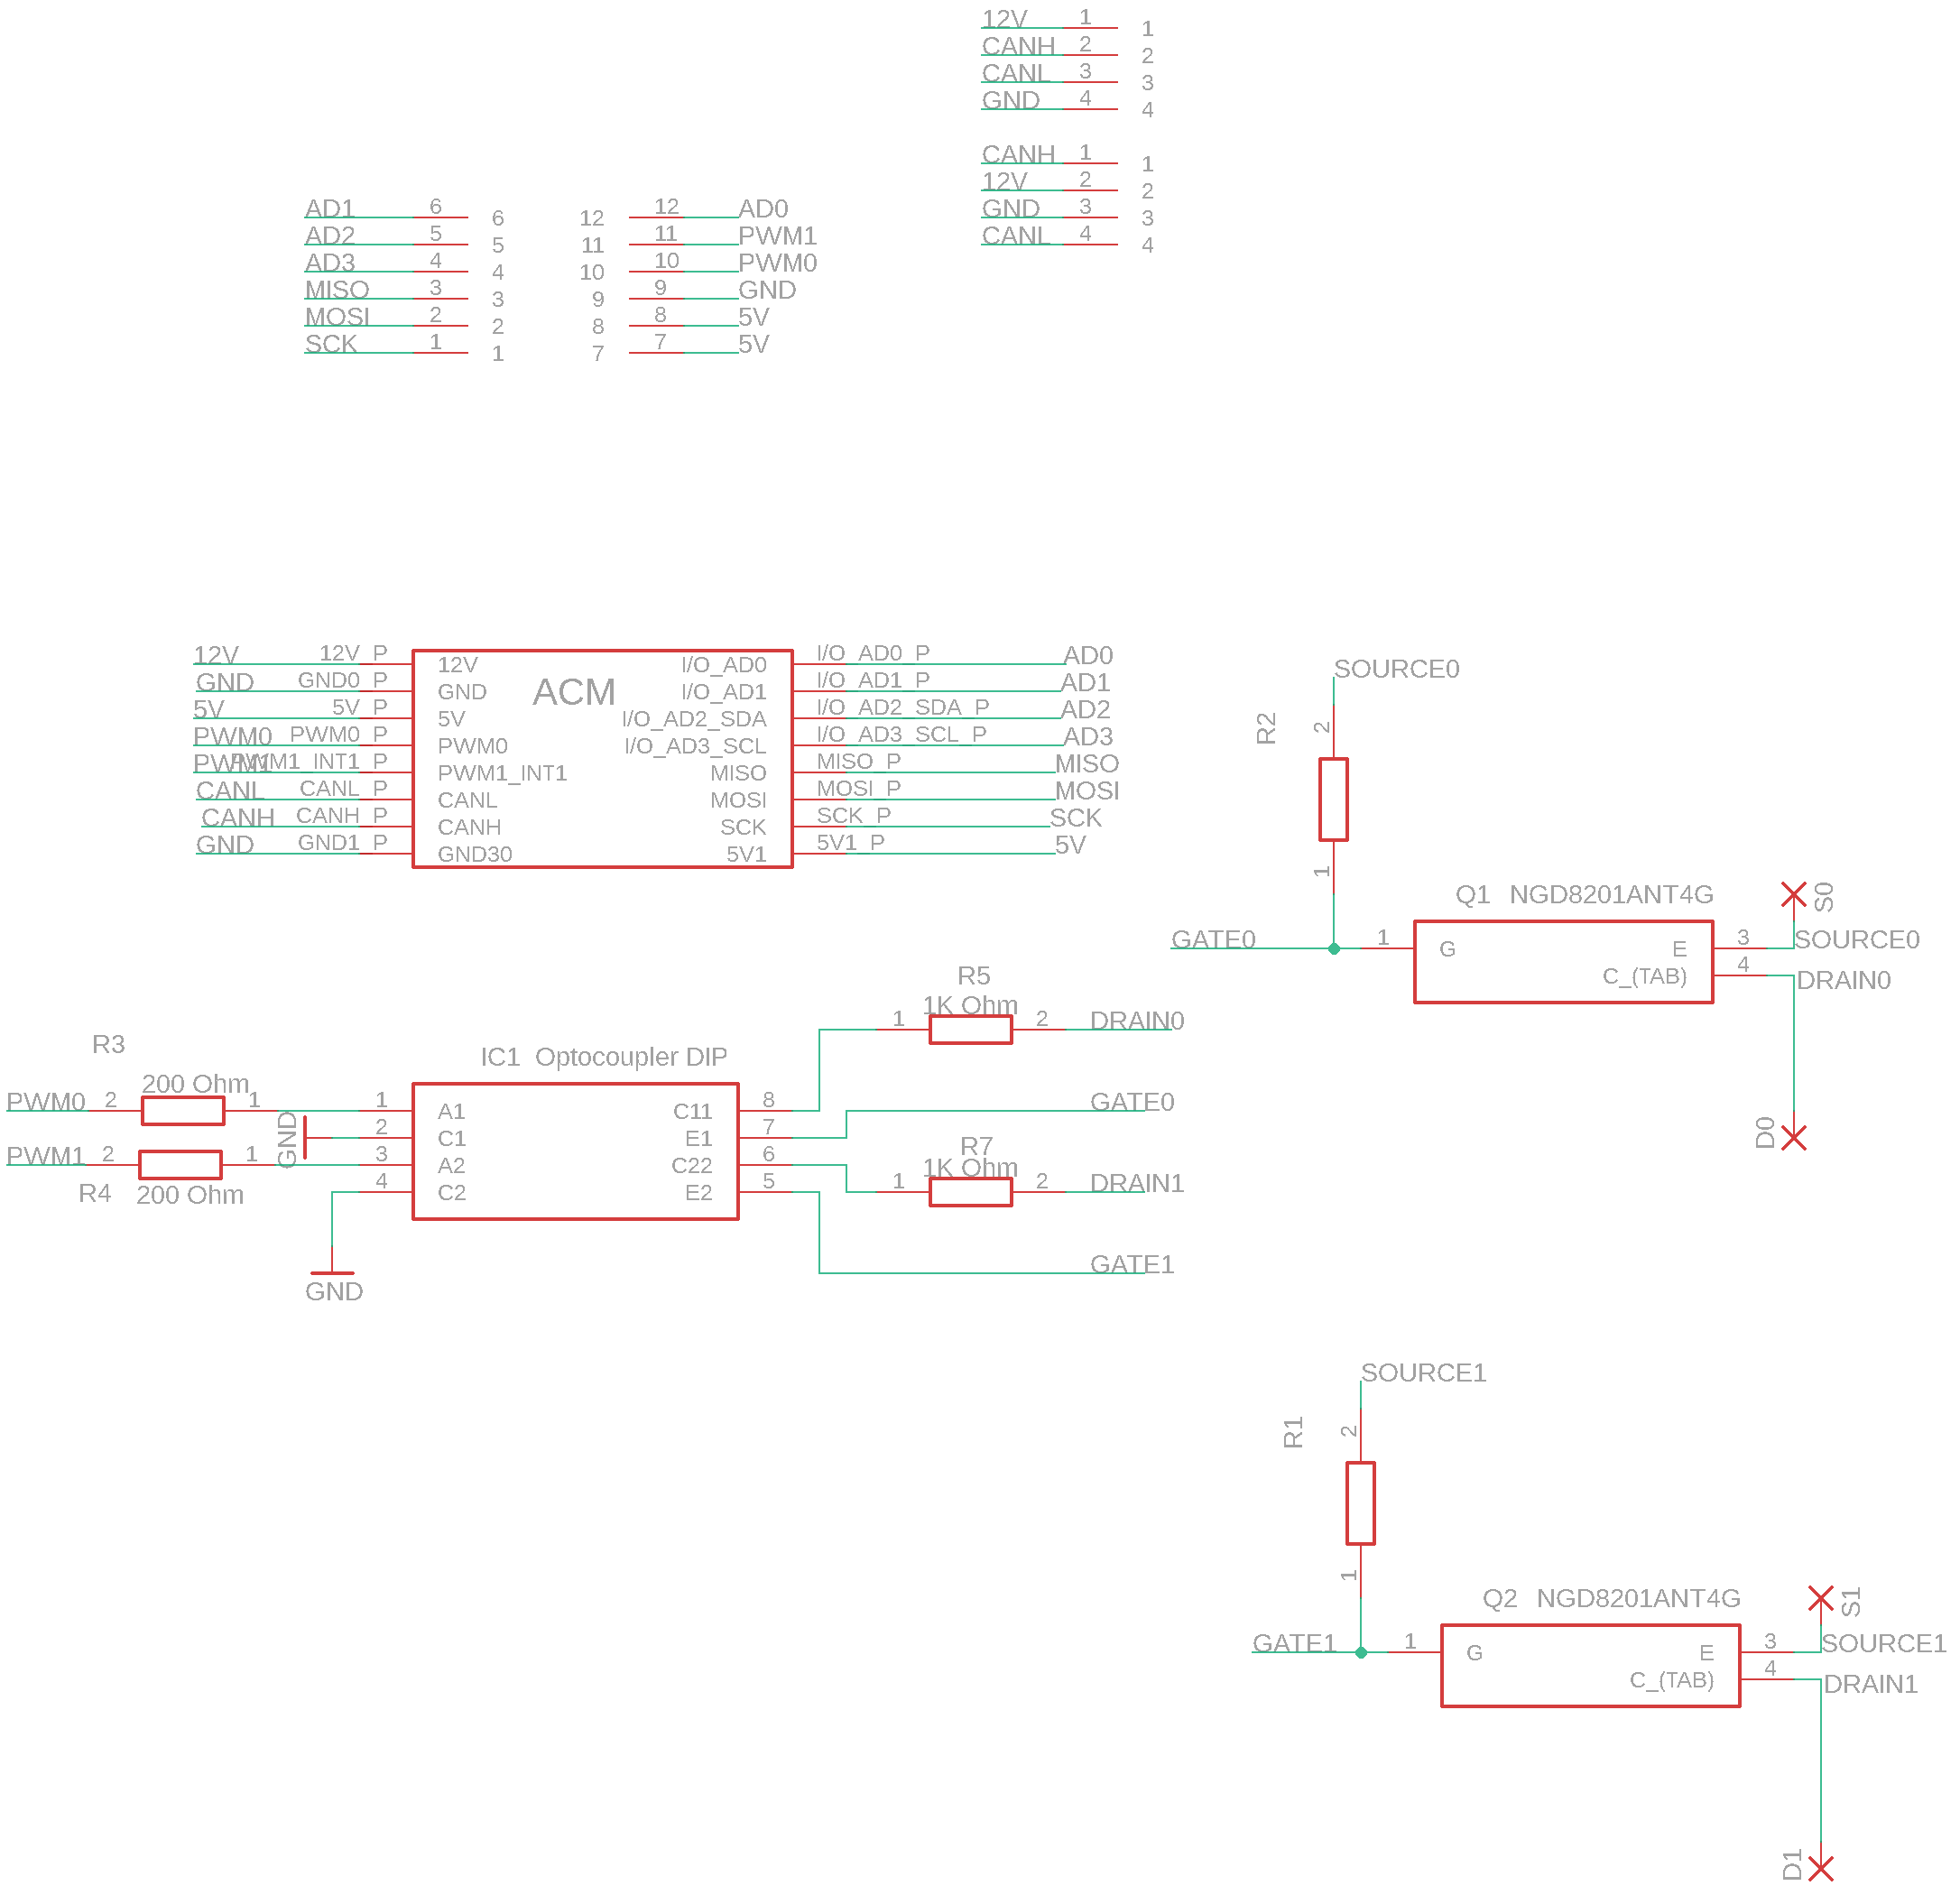 12V 1 1
CANH 2 2
CANL 3 3
GND 4 4
CANH 1 1
12V 2 2
GND 3 3
CANL 4 4
AD1 6 6
AD2 5 5
AD3 4 4
MISO 3 3
MOSI 2 2
SCK 1 1
12 12 AD0
11 11 PWM1
10 10 PWM0
9 9 GND
8 8 5V
7 7 5V
ACM
12V 12V_P 12V I/O_AD0 I/O_AD0_P AD0
GND GND0_P GND I/O_AD1 I/O_AD1_P AD1
5V 5V_P 5V I/O_AD2_SDA I/O_AD2_SDA_P AD2
PWM0 PWM0_P PWM0 I/O_AD3_SCL I/O_AD3_SCL_P AD3
PWM1 PWM1_INT1_P PWM1_INT1 MISO MISO_P MISO
CANL CANL_P CANL MOSI MOSI_P MOSI
CANH CANH_P CANH SCK SCK_P SCK
GND GND1_P GND30 5V1 5V1_P 5V
SOURCE0
R2
2
1
Q1 NGD8201ANT4G
S0
GATE0 1 G E 3 SOURCE0
C_(TAB) 4 DRAIN0
D0
R5
1K Ohm
1 2 DRAIN0
R3
200 Ohm
IC1 Optocoupler DIP
PWM0 2 1 1 A1 C11 8
GND 2 C1 E1 7 GATE0
PWM1 2 1 3 A2 C22 6
R4 200 Ohm
4 C2 E2 5
R7
1K Ohm
1 2 DRAIN1
GATE1
GND
SOURCE1
R1
2
1
Q2 NGD8201ANT4G
S1
GATE1 1 G E 3 SOURCE1
C_(TAB) 4 DRAIN1
D1